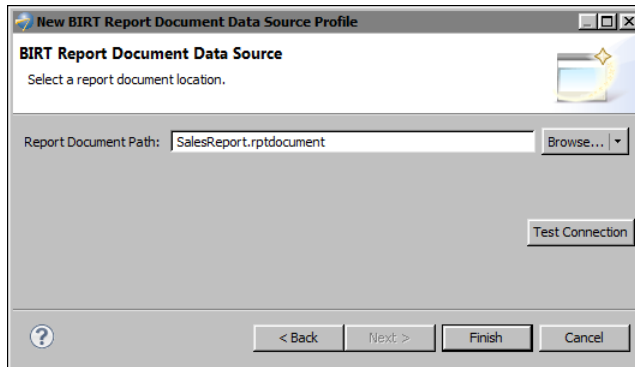 New BIRT Report Document Data Source Profile
BIRT Report Document Data Source
Select a report document location.
Report Document Path: SalesReport.rptdocument Browse...
Test Connection
? < Back Next > Finish Cancel